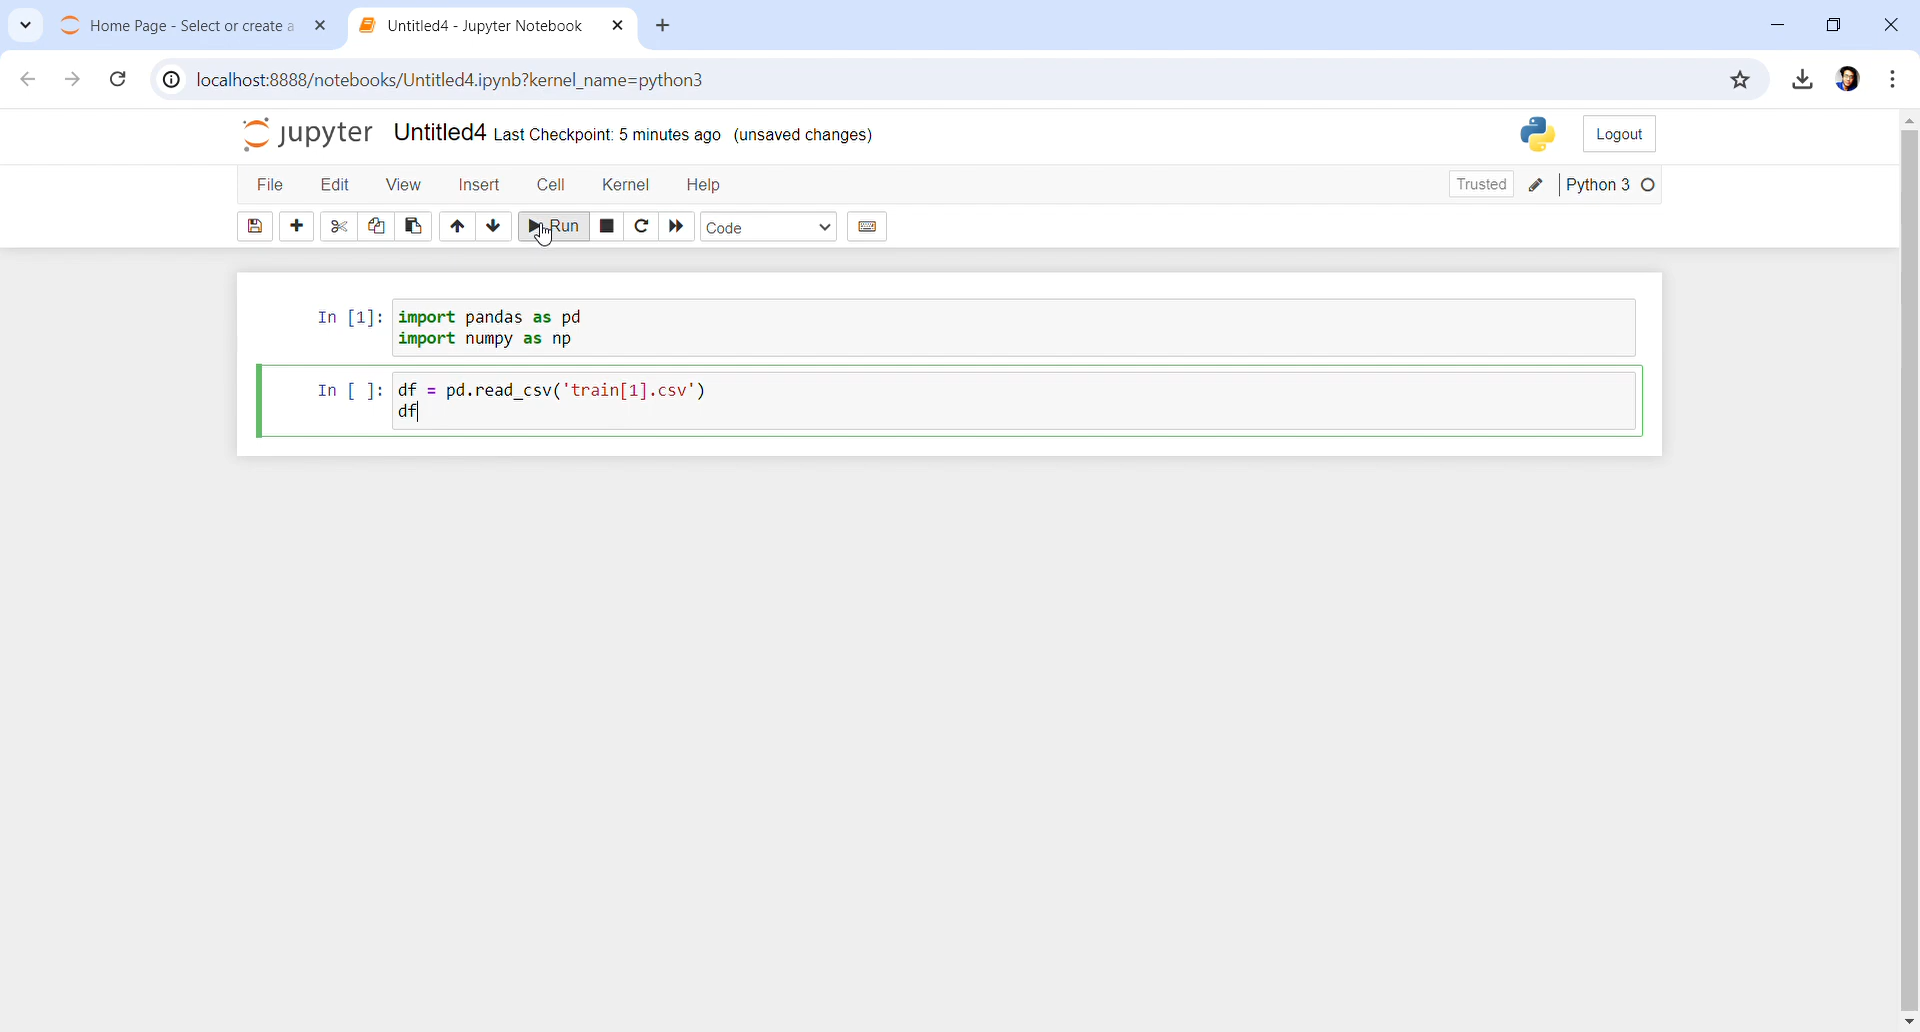 Home Page - Select or create a
Untitled4 - Jupyter Notebook
localhost:8888/notebooks/Untitled4.ipynb?kernel_name=python3
jupyter Untitled4 Last Checkpoint: 5 minutes ago (unsaved changes)
Logout
File Edit View Insert Cell Kernel Help
Trusted Python 3
Run Code
In [1]: import pandas as pd
import numpy as np
In [ ]: df = pd.read_csv('train[1].csv')
df